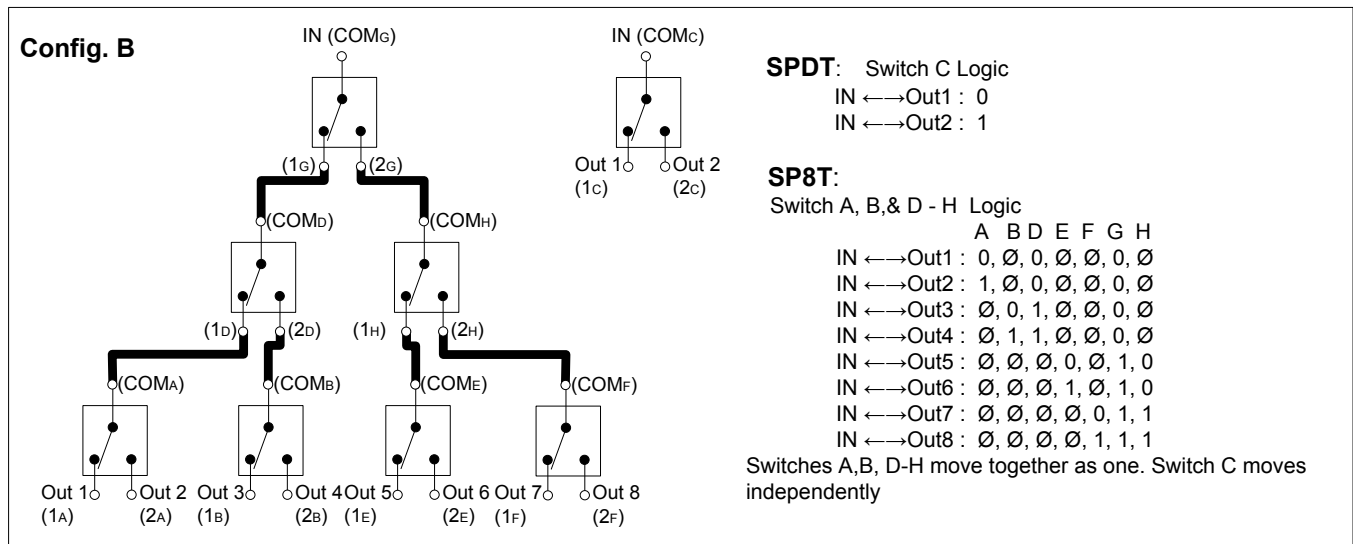 Config. B
IN (COMG)
IN (COMC)
(1G) (2G)
Out 1 Out 2
(1C) (2C)
(COMD) (COMH)
(1D) (2D) (1H) (2H)
(COMA) (COMB) (COME) (COMF)
Out 1 Out 2 Out 3 Out 4 Out 5 Out 6 Out 7 Out 8
(1A) (2A) (1B) (2B) (1E) (2E) (1F) (2F)
SPDT: Switch C Logic
IN ←→Out1 : 0
IN ←→Out2 : 1
SP8T:
Switch A, B,& D - H Logic
A B D E F G H
IN ←→Out1 : 0, Ø, 0, Ø, Ø, 0, Ø
IN ←→Out2 : 1, Ø, 0, Ø, Ø, 0, Ø
IN ←→Out3 : Ø, 0, 1, Ø, Ø, 0, Ø
IN ←→Out4 : Ø, 1, 1, Ø, Ø, 0, Ø
IN ←→Out5 : Ø, Ø, Ø, 0, Ø, 1, 0
IN ←→Out6 : Ø, Ø, Ø, 1, Ø, 1, 0
IN ←→Out7 : Ø, Ø, Ø, Ø, 0, 1, 1
IN ←→Out8 : Ø, Ø, Ø, Ø, 1, 1, 1
Switches A,B, D-H move together as one. Switch C moves
independently